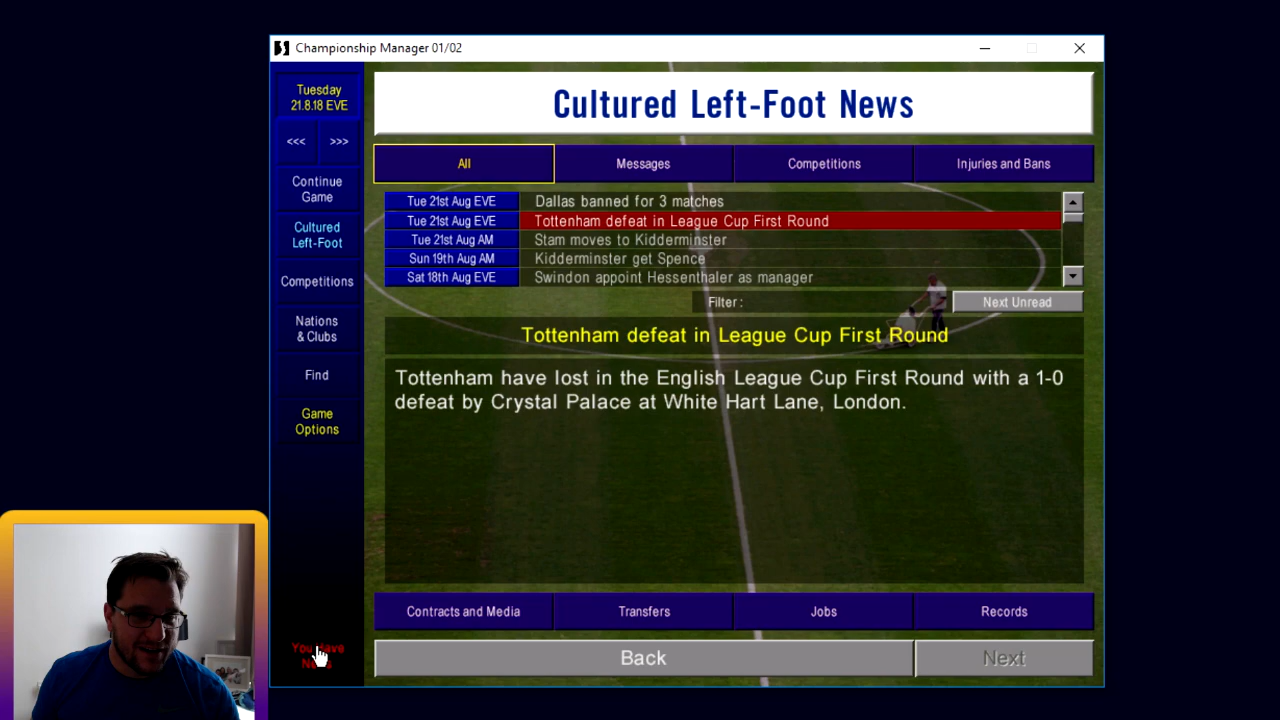 Championship Manager 01/02
Tuesday
21.8.18 EVE
<<<
>>>
Continue
Game
Cultured
Left-Foot
Competitions
Nations
& Clubs
Find
Game
Options
You Have
Cultured Left-Foot News
All
Messages
Competitions
Injuries and Bans
Tue 21st Aug EVE Dallas banned for 3 matches
Tue 21st Aug EVE Tottenham defeat in League Cup First Round
Tue 21st Aug AM Stam moves to Kidderminster
Sun 19th Aug AM Kidderminster get Spence
Sat 18th Aug EVE Swindon appoint Hessenthaler as manager
Filter :
Next Unread
Tottenham defeat in League Cup First Round
Tottenham have lost in the English League Cup First Round with a 1-0
defeat by Crystal Palace at White Hart Lane, London.
Contracts and Media
Transfers
Jobs
Records
Back
Next